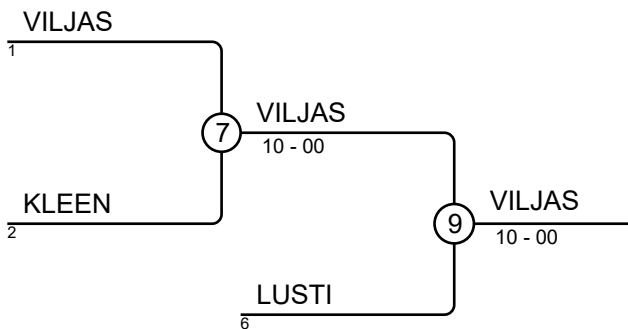 VILJAS
1
7
VILJAS
10 - 00
KLEEN
2
9
VILJAS
10 - 00
LUSTI
6